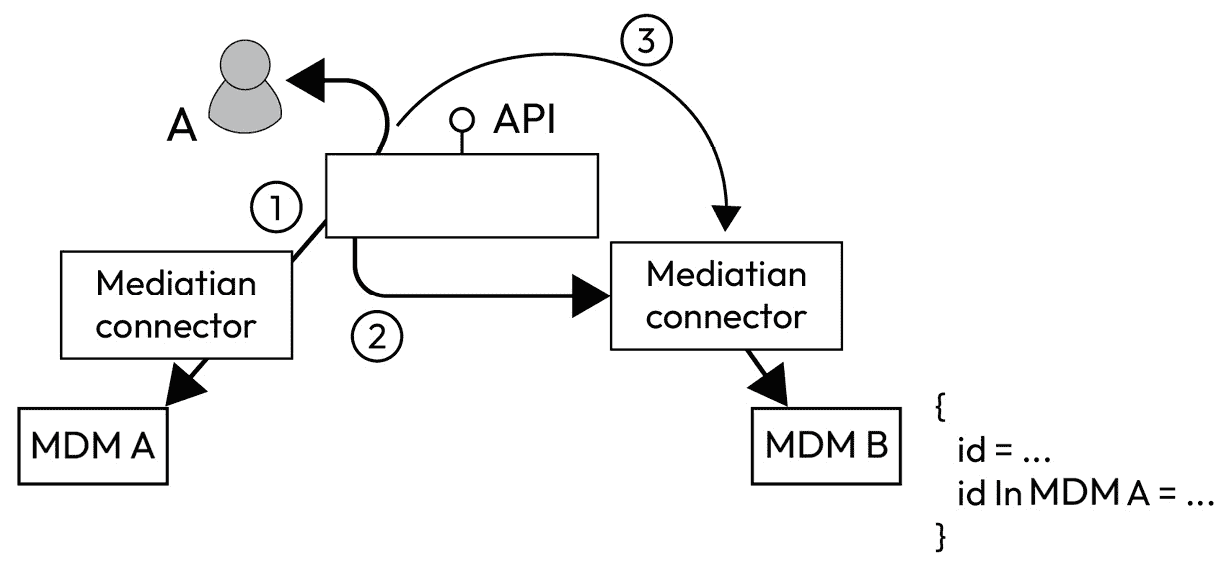 3
A
API
1
Mediatian
connector
Mediatian
connector
2
MDM A
MDM B
{
id = ...
id In MDM A = ...
}